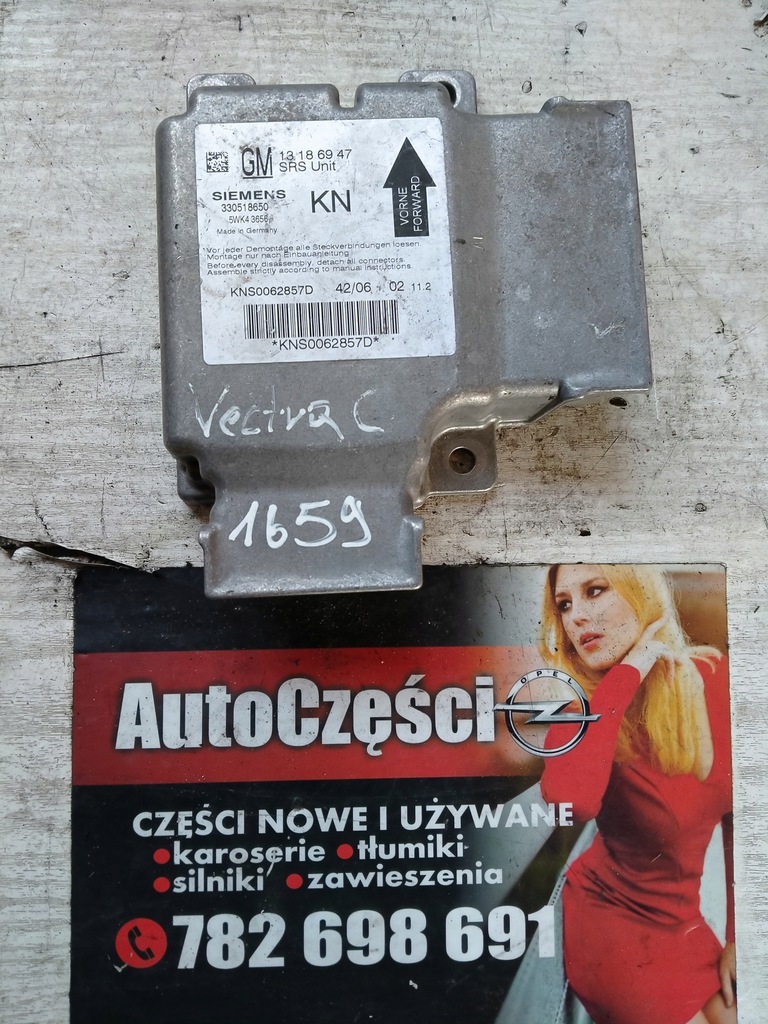 GM 13 18 69 47
SRS Unit
SIEMENS
330518650
KN
Made in Germany
VORNE
FORWARD
Vor jeder Demontage alle Steckverbindungen loesen.
Montage nur nach Einbauanleitung.
Before every disassembly, detach all connectors.
Assemble strictly according to manual instructions.
KNS0062857D 42/06 02 11.2
*KNS0062857D*
Vectra C
1659
AutoCzęści
OPEL
CZĘŚCI NOWE I UŻYWANE
•karoserie •tłumiki
•silniki •zawieszenia
782 698 691